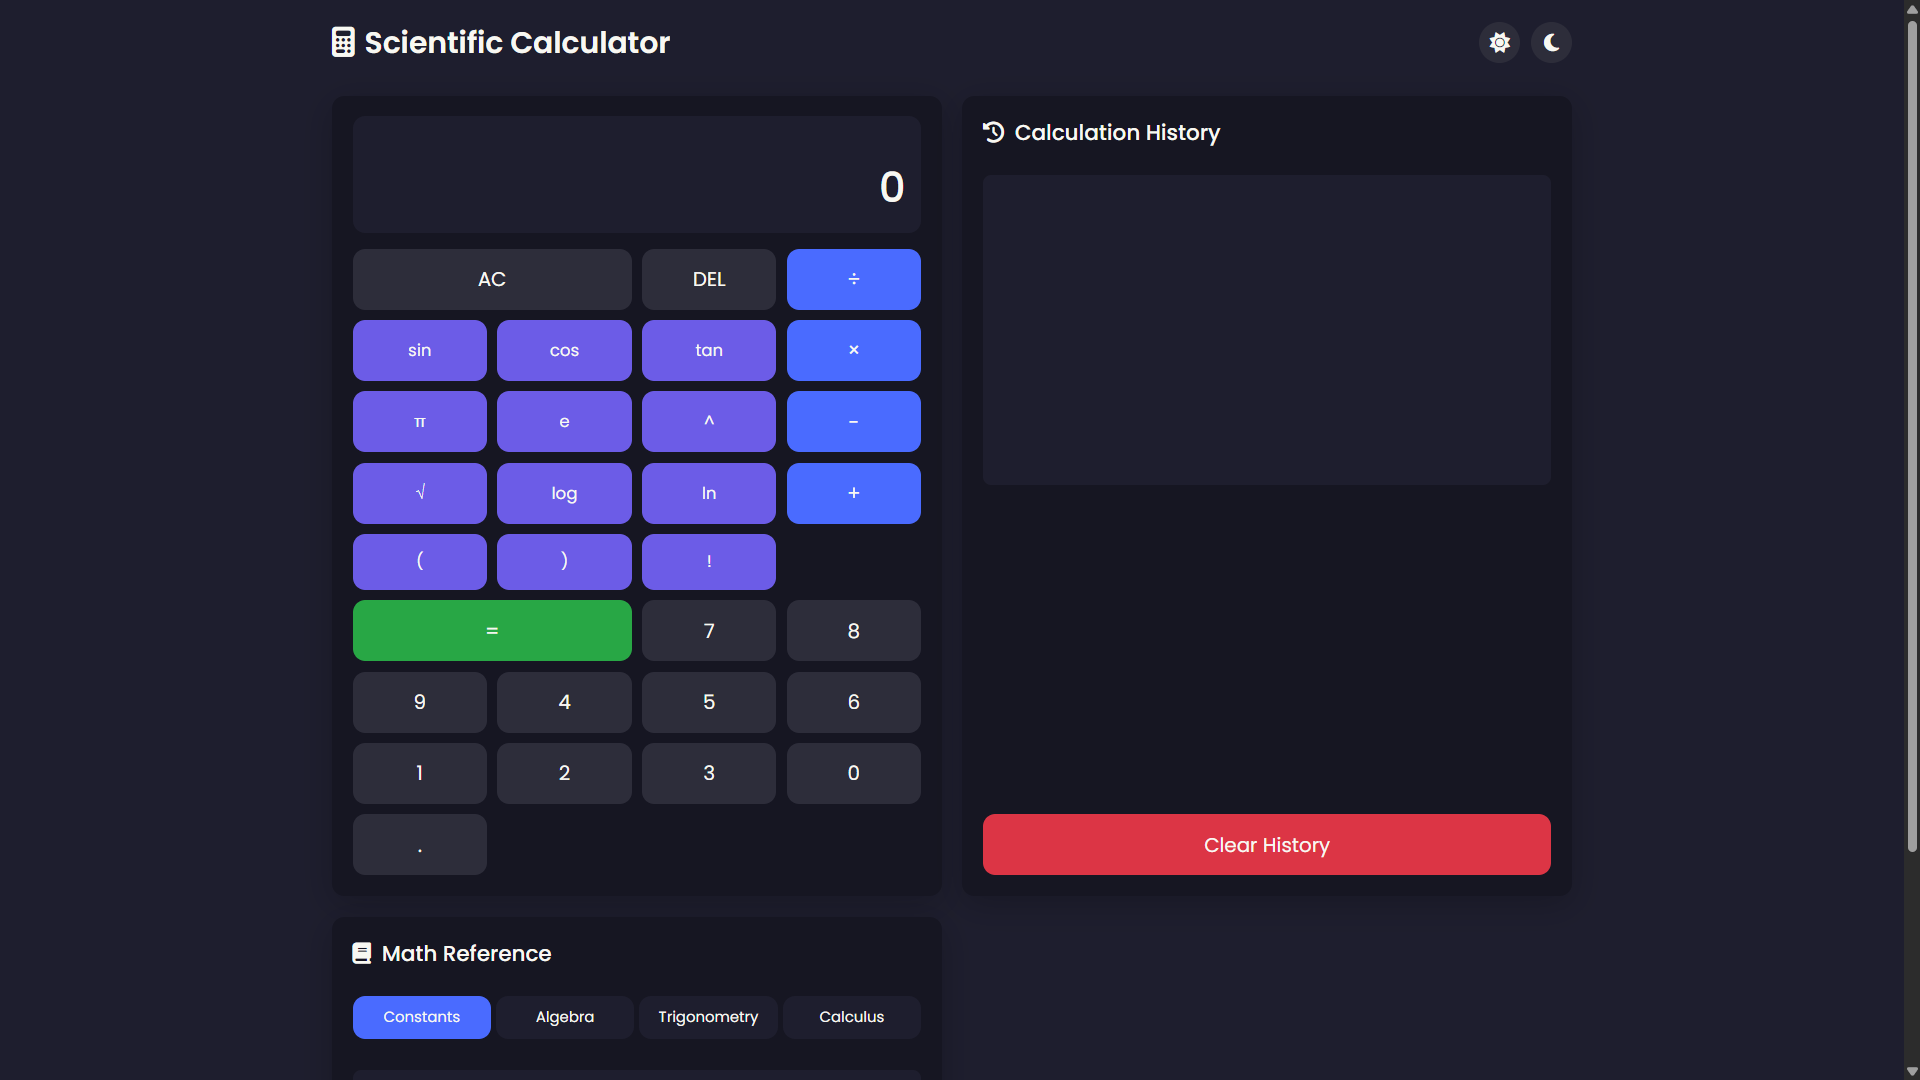 Scientific Calculator
0
AC DEL ÷
sin cos tan ×
π e ^ −
√ log ln +
( ) !
= 7 8
9 4 5 6
1 2 3 0
.
Calculation History
Clear History
Math Reference
Constants Algebra Trigonometry Calculus